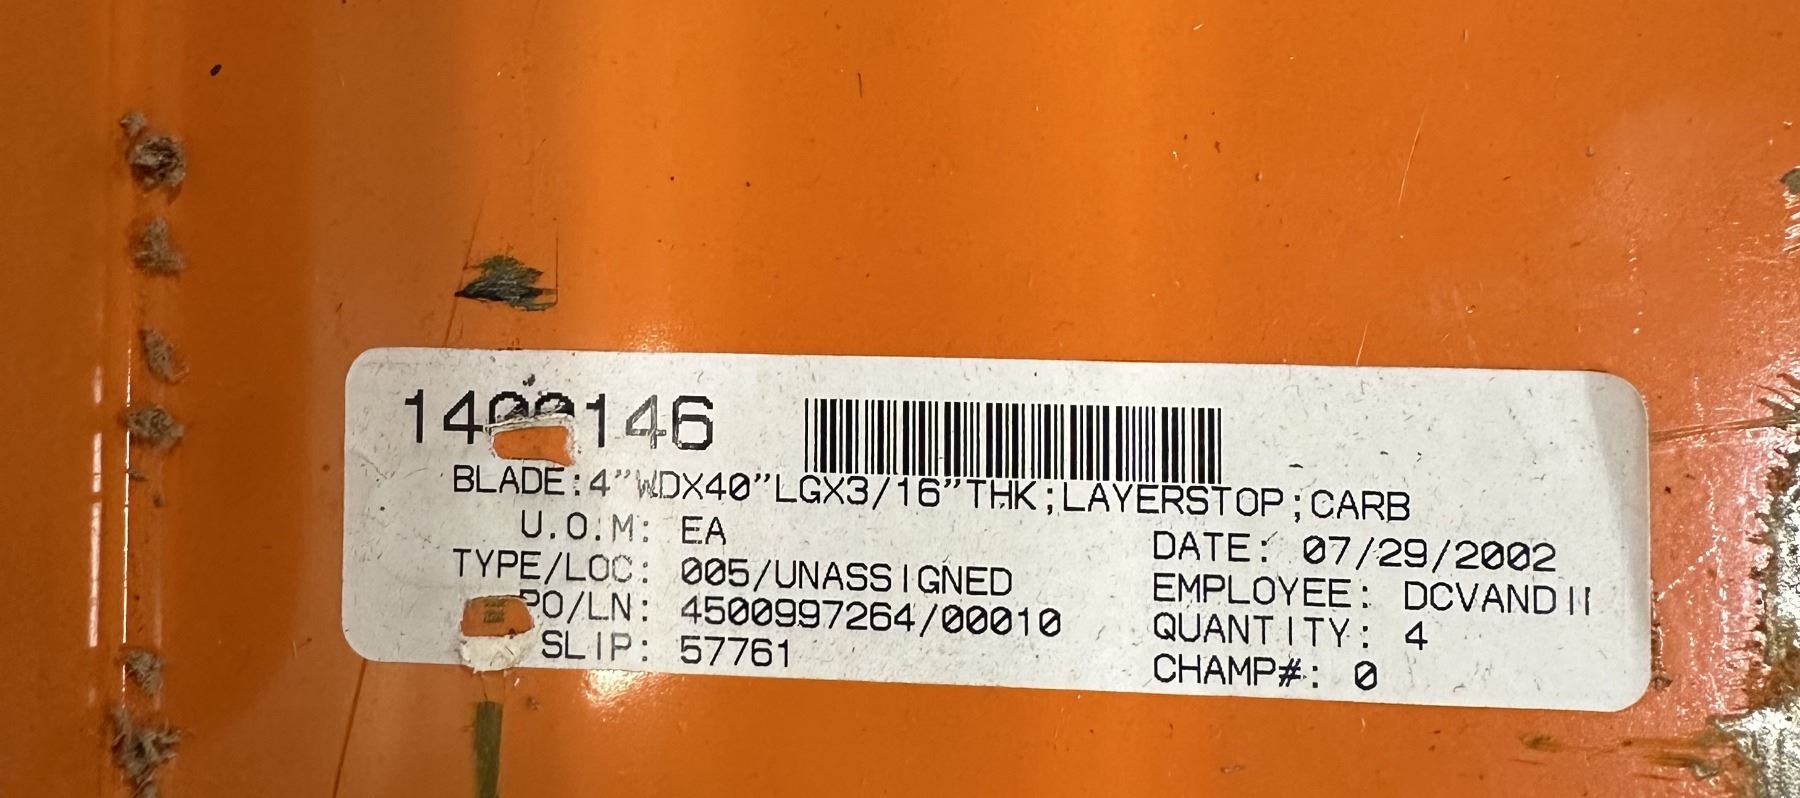 BLADE:4"WDX40"LGX3/16"THK;LAYERSTOP;CARB
U.O.M: EA
TYPE/LOC: 005/UNASSIGNED
PO/LN: 4500997264/00010
SLIP: 57761
DATE: 07/29/2002
EMPLOYEE: DCVANDII
QUANTITY: 4
CHAMP#: 0